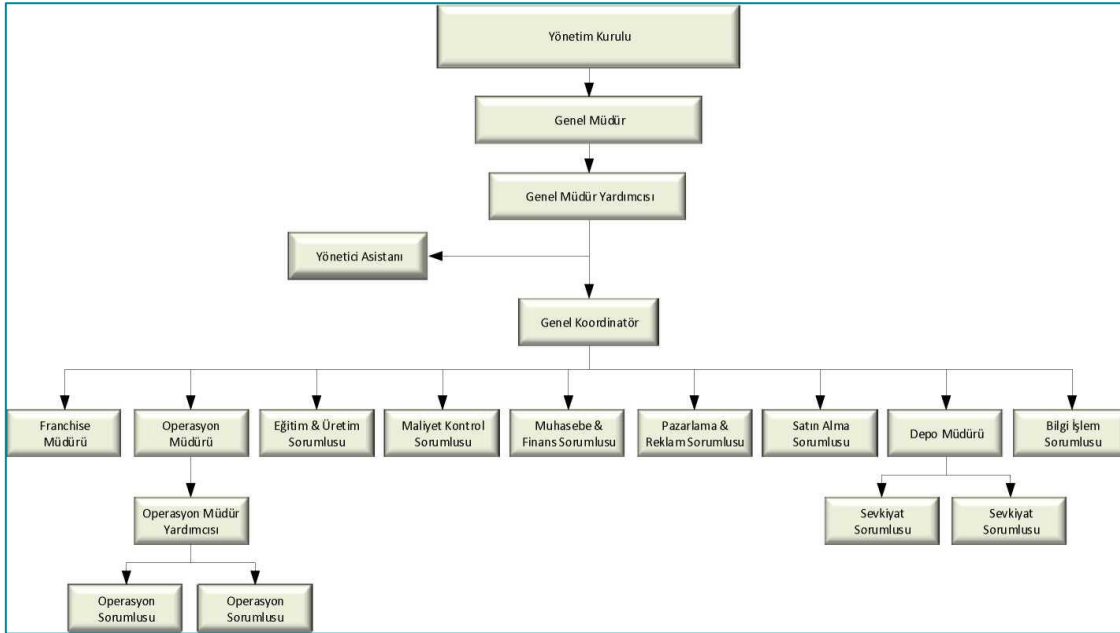 Yönetim Kurulu
Genel Müdür
Genel Müdür Yardımcısı
Yönetici Asistanı
Genel Koordinatör
Franchise
Müdürü
Operasyon
Müdürü
Eğitim & Üretim
Sorumlusu
Maliyet Kontrol
Sorumlusu
Muhasebe &
Finans Sorumlusu
Pazarlama &
Reklam Sorumlusu
Satın Alma
Sorumlusu
Depo Müdürü
Bilgi İşlem
Sorumlusu
Operasyon Müdür
Yardımcısı
Sevkiyat
Sorumlusu
Sevkiyat
Sorumlusu
Operasyon
Sorumlusu
Operasyon
Sorumlusu